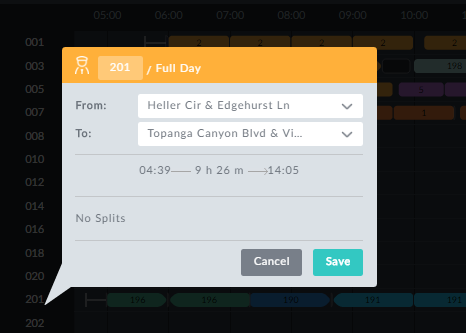 05:00 06:00 07:00 08:00 09:00 10:00
001 2 2 2 2 2
201 / Full Day
003 196
005 5
From: Heller Cir & Edgehurst Ln
007 1
To: Topanga Canyon Blvd & Vi...
008
010
04:39 9 h 26 m 14:05
012
014
No Splits
016
018
Cancel Save
020
201 196 196 190 191 191
202